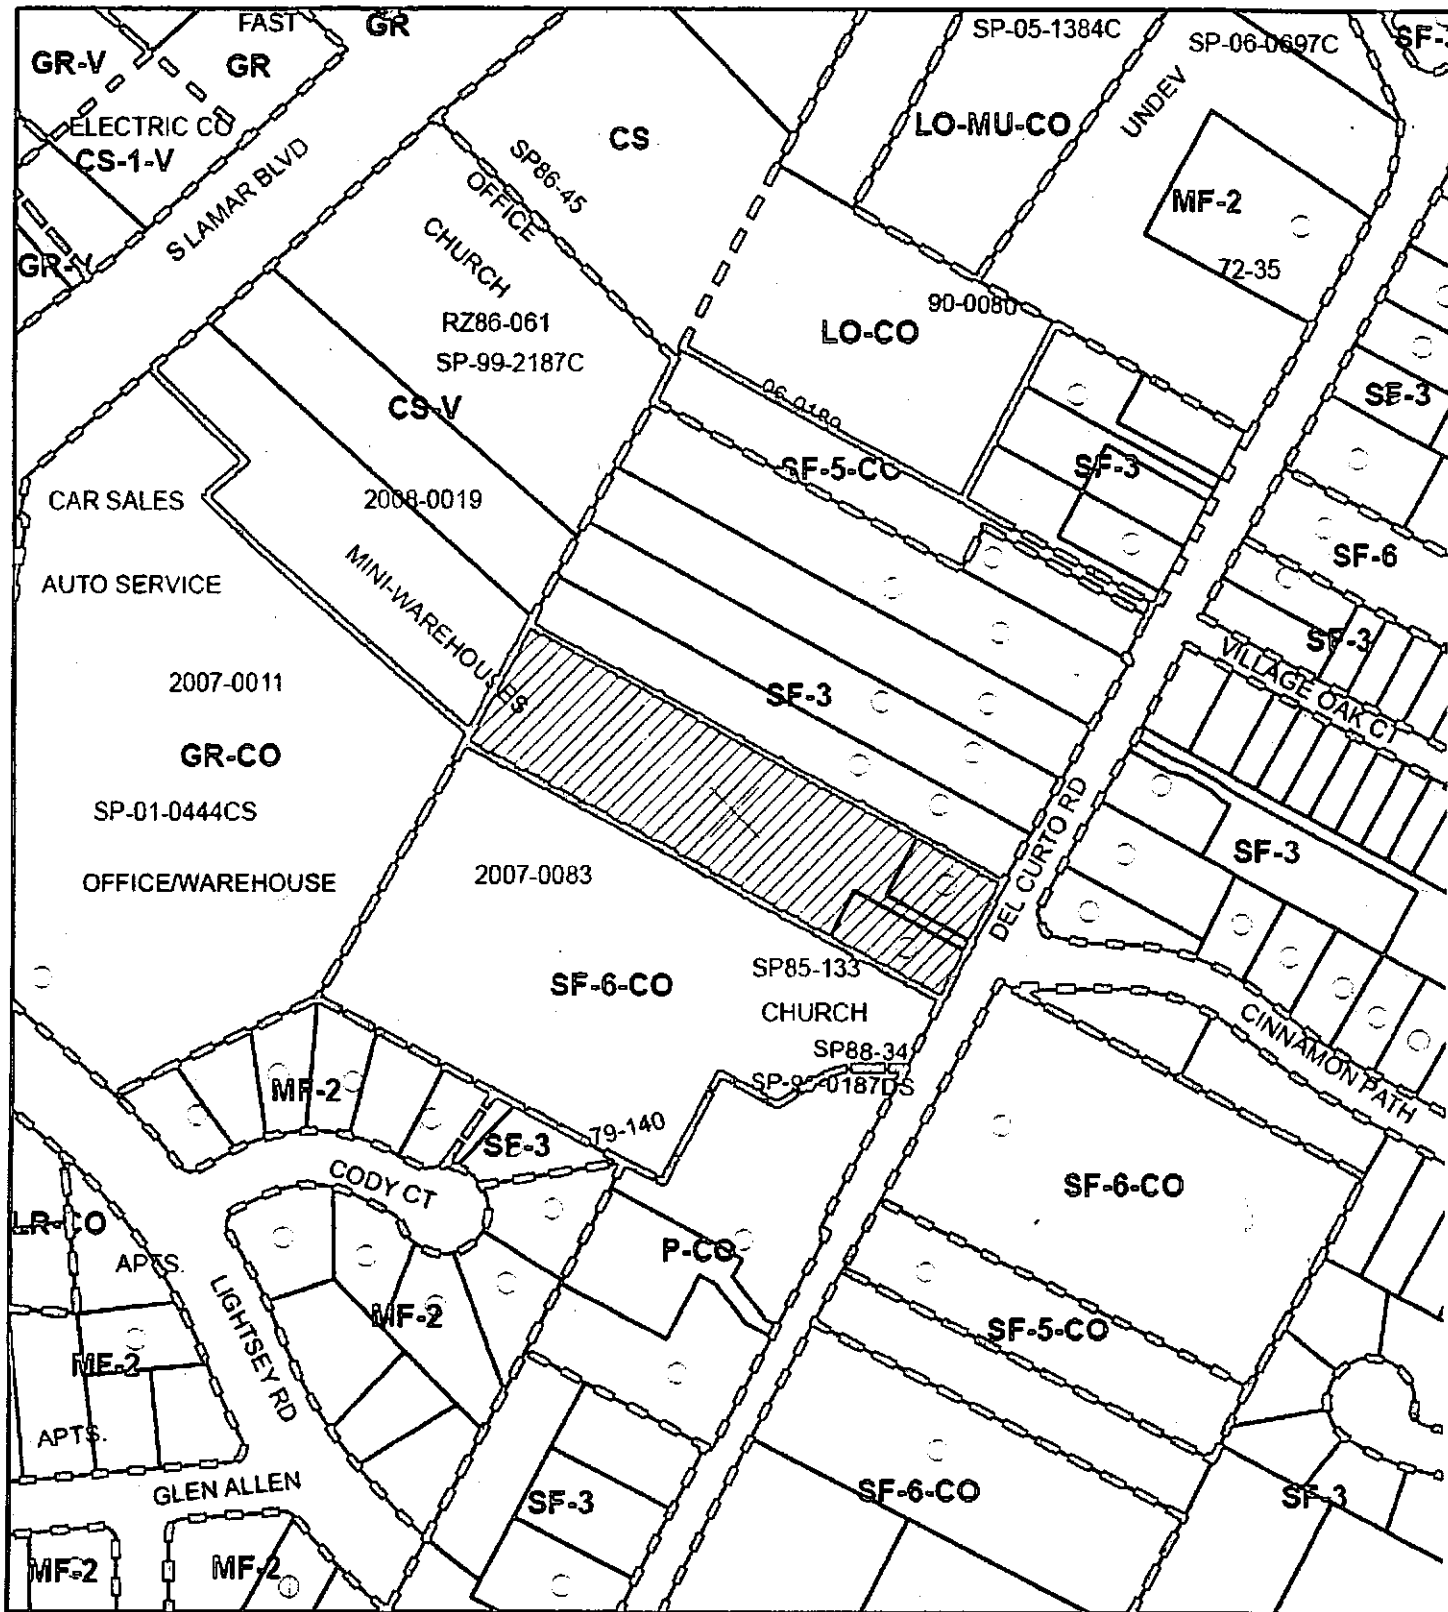 FAST
GR
SP-05-1384C
SP-06-0697C
GR-V
GR
ELECTRIC CO
CS-1-V
CS
LO-MU-CO
UNDEV
SP86-45
OFFICE
MF-2
S LAMAR BLVD
CHURCH
72-35
RZ86-061
90-0080
LO-CO
SP-99-2187C
06-0180
SF-3
CS-V
SF-5-CO
SF-3
CAR SALES
2008-0019
SF-6
AUTO SERVICE
MINI-WAREHOUSES
SF-3
VILLAGE OAK CT
2007-0011
SF-3
GR-CO
SP-01-0444CS
DEL CURTO RD
SF-3
OFFICE/WAREHOUSE
2007-0083
SF-6-CO
SP85-133
CHURCH
CINNAMON PATH
SP88-34
MF-2
79-140
SF-3
CODY CT
SF-6-CO
LR-CO
APTS.
P-CO
LIGHTSEY RD
MF-2
SF-5-CO
MF-2
APTS.
GLEN ALLEN
SF-3
SF-6-CO
SF-3
MF-2
MF-2